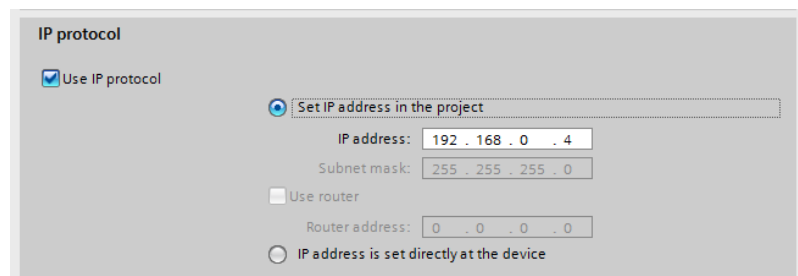 IP protocol
Use IP protocol
Set IP address in the project
IP address: 192 . 168 . 0 . 4
Subnet mask: 255 . 255 . 255 . 0
Use router
Router address: 0 . 0 . 0 . 0
IP address is set directly at the device